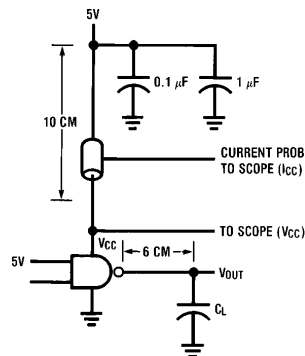 5V
0.1 μF
1 μF
10 CM
CURRENT PROB
TO SCOPE (ICC)
TO SCOPE (VCC)
VCC
6 CM
5V
VOUT
CL